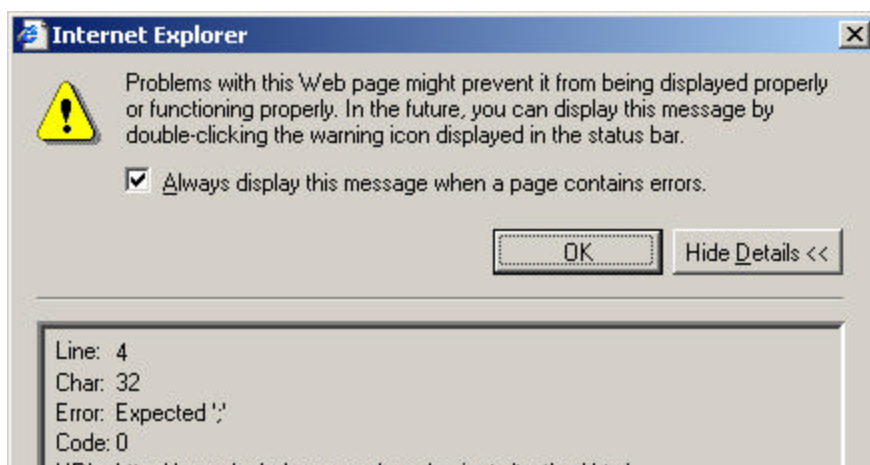 Internet Explorer
Problems with this Web page might prevent it from being displayed properly
or functioning properly. In the future, you can display this message by
double-clicking the warning icon displayed in the status bar.
Always display this message when a page contains errors.
OK
Hide Details <<
Line: 4
Char: 32
Error: Expected ';'
Code: 0